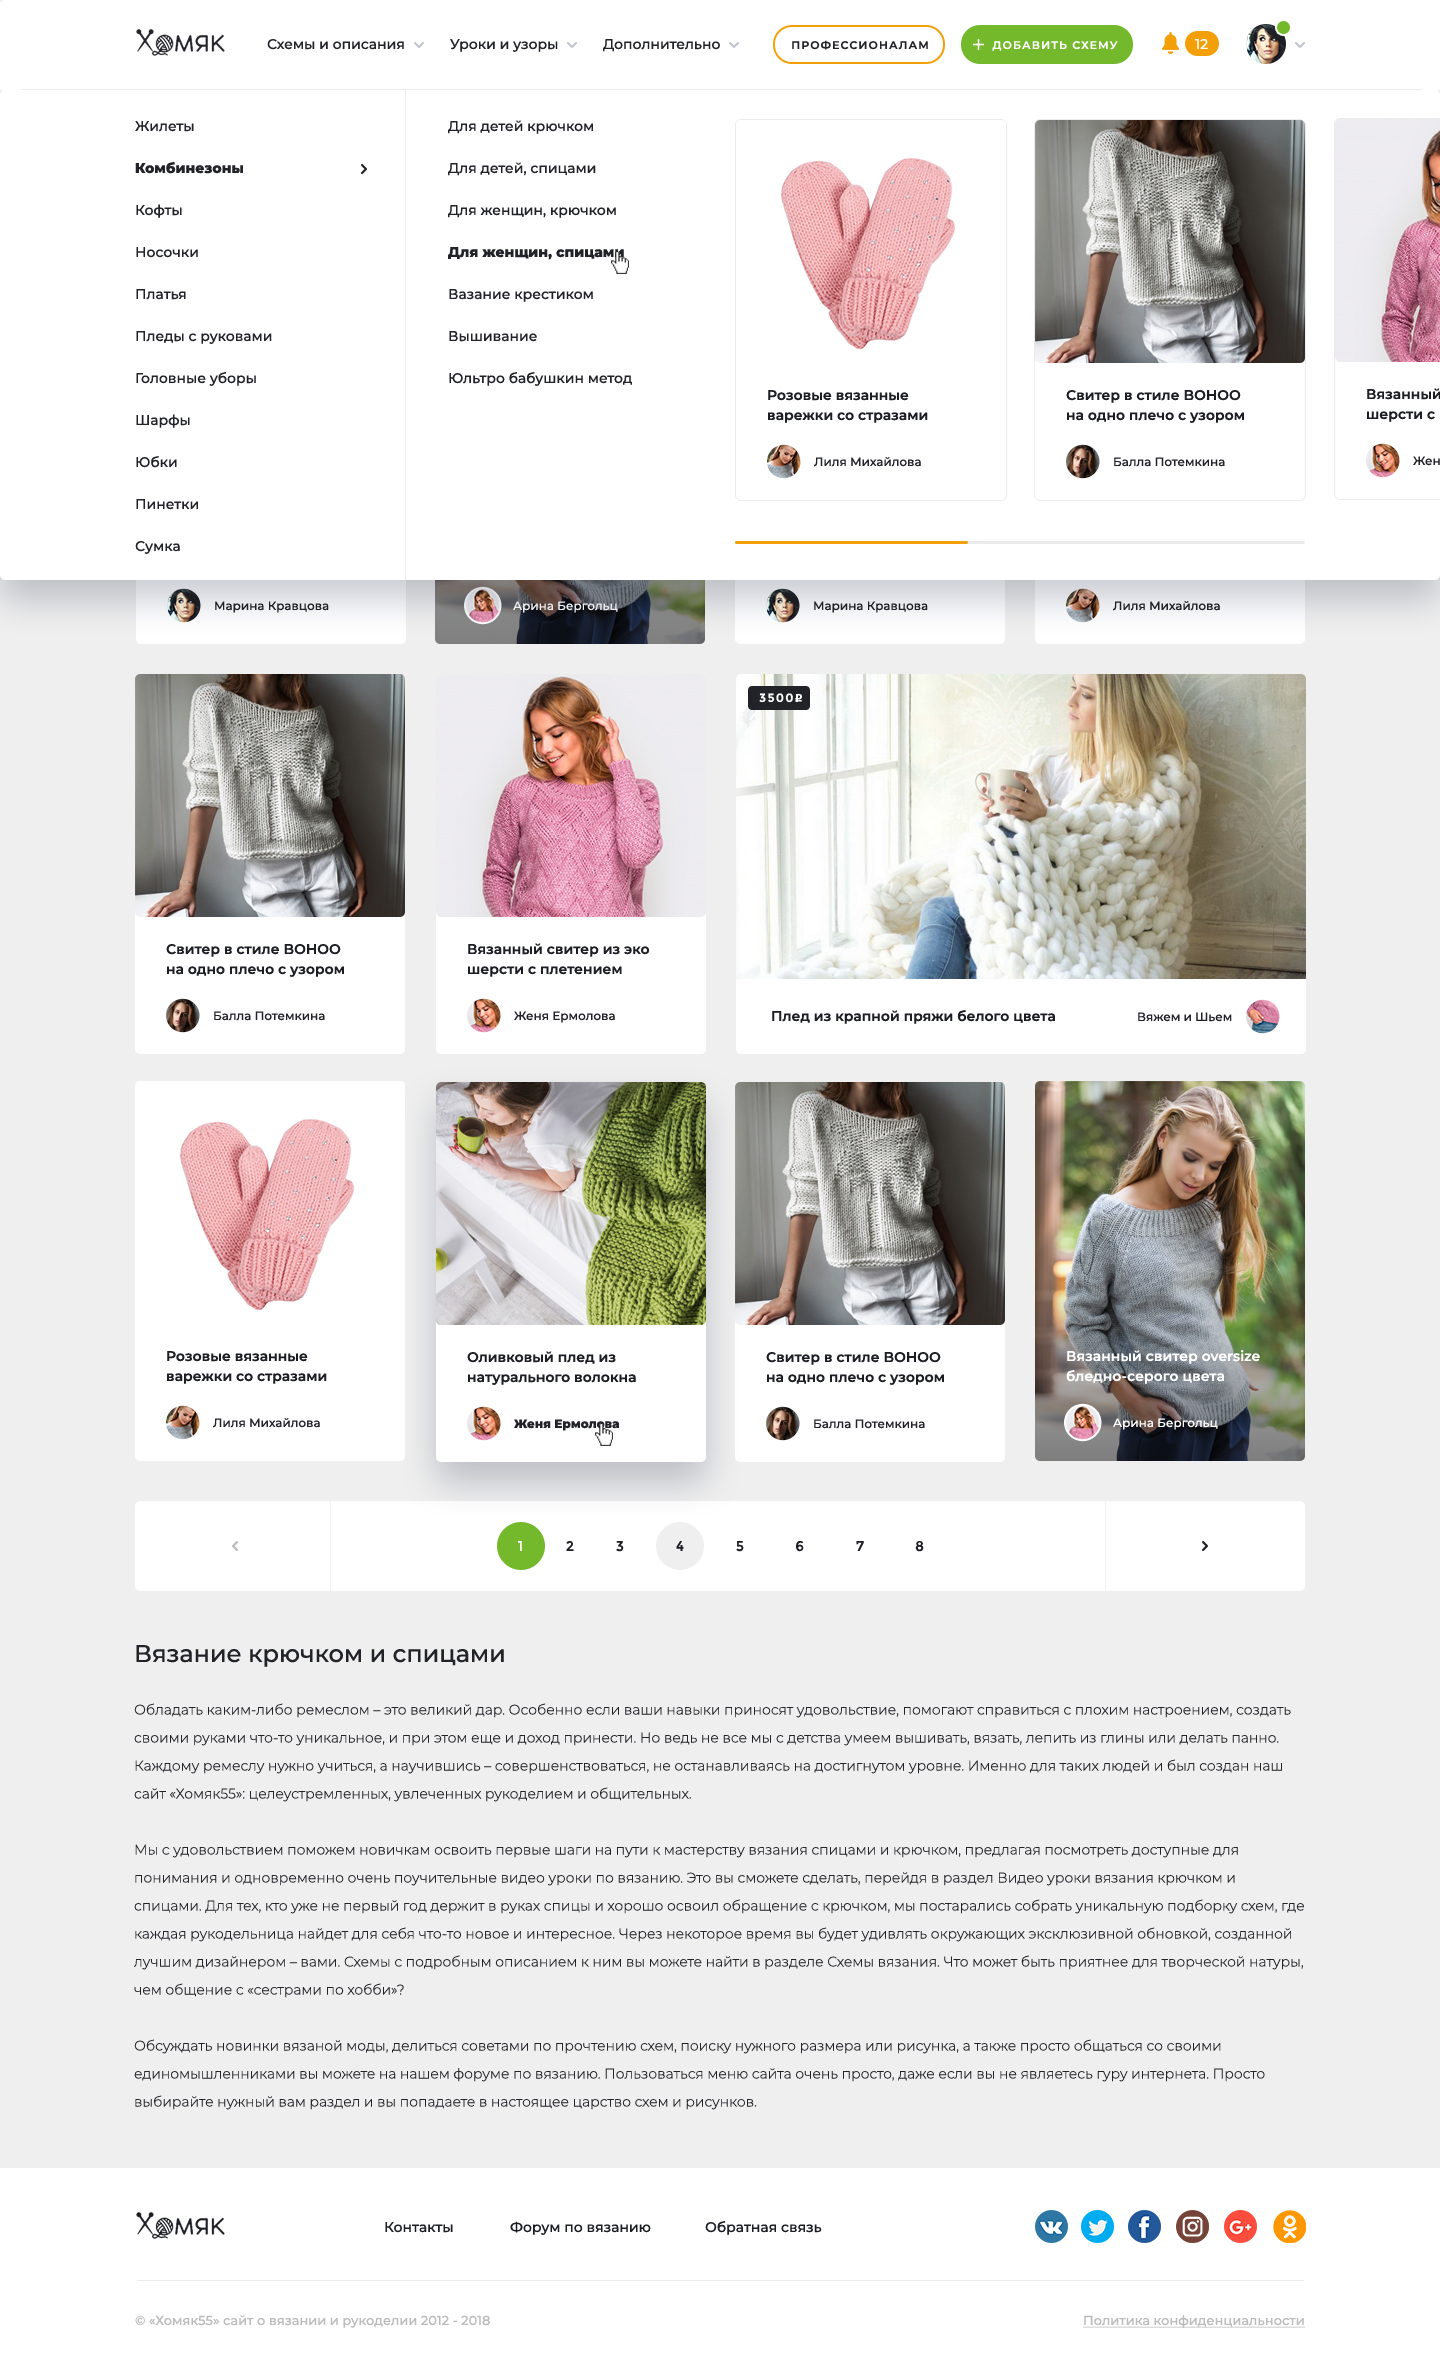 Хомяк
Схемы и описания
Уроки и узоры
Дополнительно
ПРОФЕССИОНАЛАМ
+ ДОБАВИТЬ СХЕМУ
12
Жилеты
Комбинезоны
Кофты
Носочки
Платья
Пледы с руковами
Головные уборы
Шарфы
Юбки
Пинетки
Сумка
Для детей крючком
Для детей, спицами
Для женщин, крючком
Для женщин, спицами
Вазание крестиком
Вышивание
Юльтро бабушкин метод
Розовые вязанные
варежки со стразами
Лиля Михайлова
Свитер в стиле BOHOO
на одно плечо с узором
Балла Потемкина
Вязанный
шерсти с
Жен
Марина Кравцова
Арина Бергольц
Марина Кравцова
Лиля Михайлова
Свитер в стиле BOHOO
на одно плечо с узором
Балла Потемкина
Вязанный свитер из эко
шерсти с плетением
Женя Ермолова
3500₽
Плед из крапной пряжи белого цвета
Вяжем и Шьем
Розовые вязанные
варежки со стразами
Лиля Михайлова
Оливковый плед из
натурального волокна
Женя Ермолова
Свитер в стиле BOHOO
на одно плечо с узором
Балла Потемкина
Вязанный свитер oversize
бледно-серого цвета
Арина Бергольц
1 2 3 4 5 6 7 8
Вязание крючком и спицами
Обладать каким-либо ремеслом – это великий дар. Особенно если ваши навыки приносят удовольствие, помогают справиться с плохим настроением, создать
своими руками что-то уникальное, и при этом еще и доход принести. Но ведь не все мы с детства умеем вышивать, вязать, лепить из глины или делать панно.
Каждому ремеслу нужно учиться, а научившись – совершенствоваться, не останавливаясь на достигнутом уровне. Именно для таких людей и был создан наш
сайт «Хомяк55»: целеустремленных, увлеченных рукоделием и общительных.
Мы с удовольствием поможем новичкам освоить первые шаги на пути к мастерству вязания спицами и крючком, предлагая посмотреть доступные для
понимания и одновременно очень поучительные видео уроки по вязанию. Это вы сможете сделать, перейдя в раздел Видео уроки вязания крючком и
спицами. Для тех, кто уже не первый год держит в руках спицы и хорошо освоил обращение с крючком, мы постарались собрать уникальную подборку схем, где
каждая рукодельница найдет для себя что-то новое и интересное. Через некоторое время вы будет удивлять окружающих эксклюзивной обновкой, созданной
лучшим дизайнером – вами. Схемы с подробным описанием к ним вы можете найти в разделе Схемы вязания. Что может быть приятнее для творческой натуры,
чем общение с «сестрами по хобби»?
Обсуждать новинки вязаной моды, делиться советами по прочтению схем, поиску нужного размера или рисунка, а также просто общаться со своими
единомышленниками вы можете на нашем форуме по вязанию. Пользоваться меню сайта очень просто, даже если вы не являетесь гуру интернета. Просто
выбирайте нужный вам раздел и вы попадаете в настоящее царство схем и рисунков.
Хомяк
Контакты
Форум по вязанию
Обратная связь
© «Хомяк55» сайт о вязании и рукоделии 2012 - 2018
Политика конфиденциальности